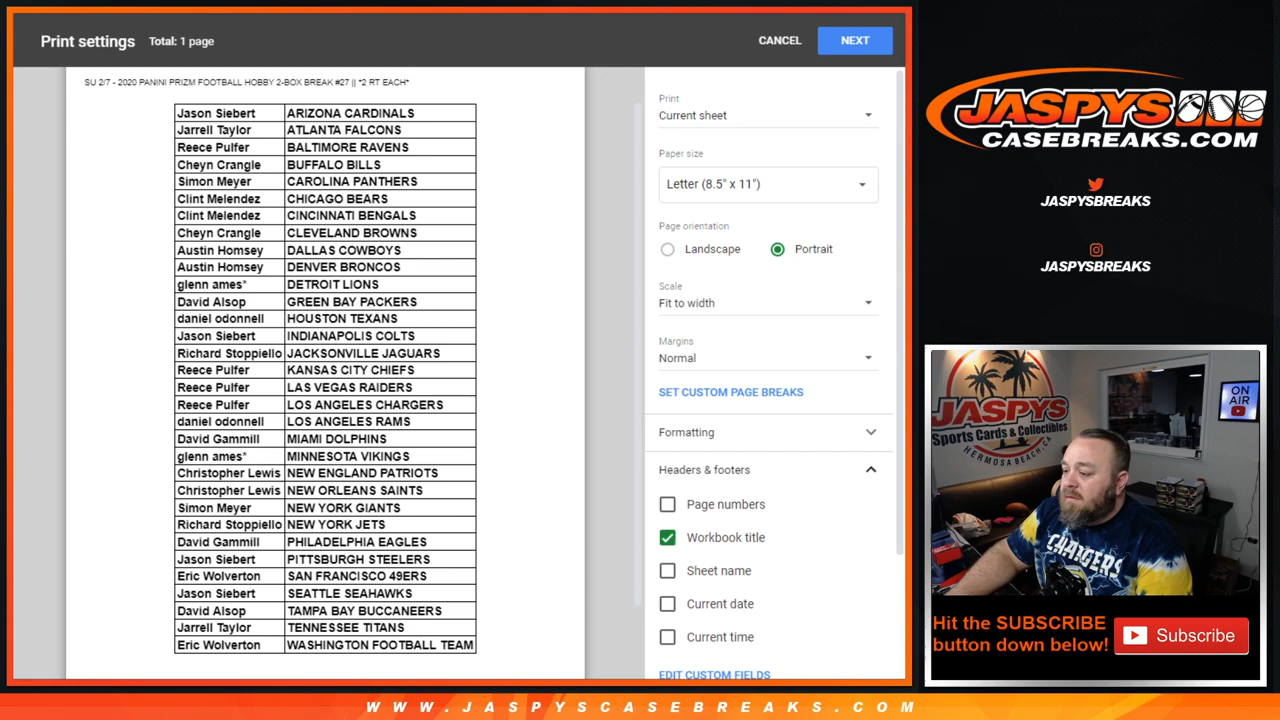 Print settings Total: 1 page CANCEL NEXT
SU 2/7 - 2020 PANINI PRIZM FOOTBALL HOBBY 2-BOX BREAK #27 || *2 RT EACH*
Jason Siebert ARIZONA CARDINALS
Jarrell Taylor ATLANTA FALCONS
Reece Pulfer BALTIMORE RAVENS
Cheyn Crangle BUFFALO BILLS
Simon Meyer CAROLINA PANTHERS
Clint Melendez CHICAGO BEARS
Clint Melendez CINCINNATI BENGALS
Cheyn Crangle CLEVELAND BROWNS
Austin Homsey DALLAS COWBOYS
Austin Homsey DENVER BRONCOS
glenn ames* DETROIT LIONS
David Alsop GREEN BAY PACKERS
daniel odonnell HOUSTON TEXANS
Jason Siebert INDIANAPOLIS COLTS
Richard Stoppiello JACKSONVILLE JAGUARS
Reece Pulfer KANSAS CITY CHIEFS
Reece Pulfer LAS VEGAS RAIDERS
Reece Pulfer LOS ANGELES CHARGERS
daniel odonnell LOS ANGELES RAMS
David Gammill MIAMI DOLPHINS
glenn ames* MINNESOTA VIKINGS
Christopher Lewis NEW ENGLAND PATRIOTS
Christopher Lewis NEW ORLEANS SAINTS
Simon Meyer NEW YORK GIANTS
Richard Stoppiello NEW YORK JETS
David Gammill PHILADELPHIA EAGLES
Jason Siebert PITTSBURGH STEELERS
Eric Wolverton SAN FRANCISCO 49ERS
Jason Siebert SEATTLE SEAHAWKS
David Alsop TAMPA BAY BUCCANEERS
Jarrell Taylor TENNESSEE TITANS
Eric Wolverton WASHINGTON FOOTBALL TEAM
Print
Current sheet
Paper size
Letter (8.5" x 11")
Page orientation
Landscape Portrait
Scale
Fit to width
Margins
Normal
SET CUSTOM PAGE BREAKS
Formatting
Headers & footers
Page numbers
Workbook title
Sheet name
Current date
Current time
EDIT CUSTOM FIELDS
JASPYS
CASEBREAKS.COM
JASPYSBREAKS
JASPYSBREAKS
JASPYS
Sports Cards & Collectibles
HERMOSA BEACH, CA
ON
AIR
CHARGERS
Hit the SUBSCRIBE
button down below!
Subscribe
WWW.JASPYSCASEBREAKS.COM